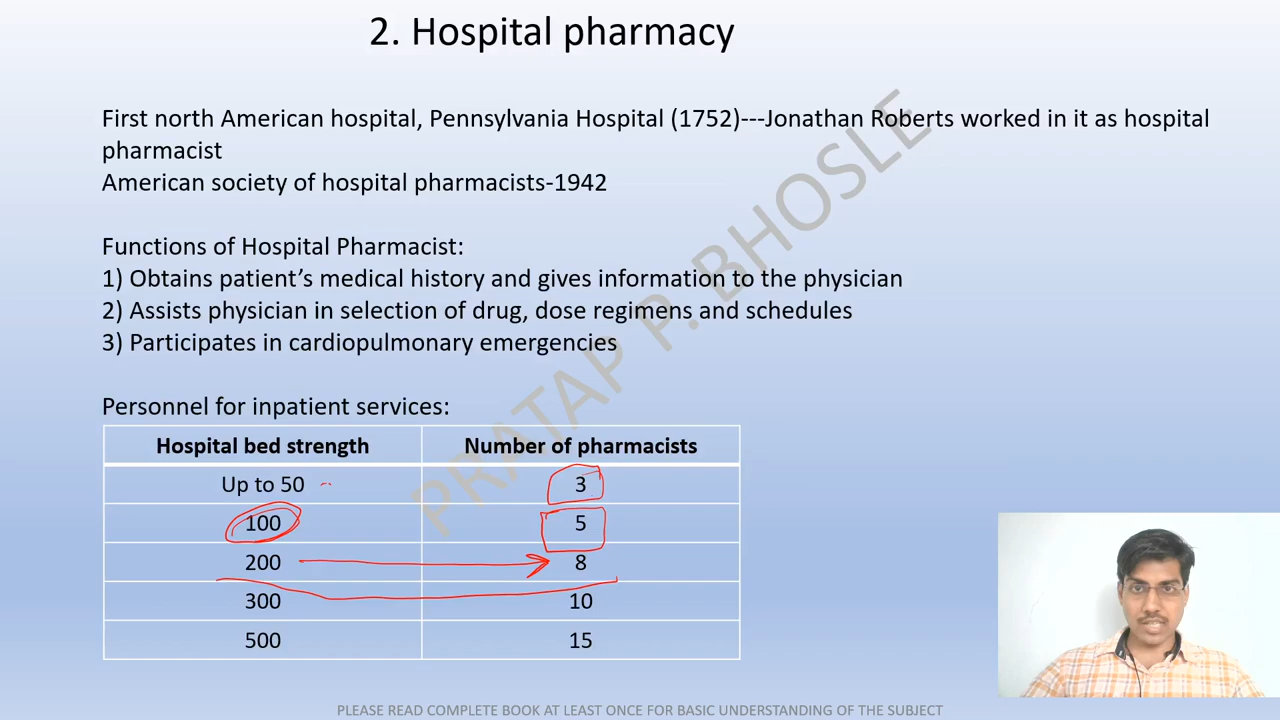 2. Hospital pharmacy
First north American hospital, Pennsylvania Hospital (1752)---Jonathan Roberts worked in it as hospital
pharmacist
American society of hospital pharmacists-1942
Functions of Hospital Pharmacist:
1) Obtains patient’s medical history and gives information to the physician
2) Assists physician in selection of drug, dose regimens and schedules
3) Participates in cardiopulmonary emergencies
Personnel for inpatient services:
Hospital bed strength Number of pharmacists
Up to 50 3
100 5
200 8
300 10
500 15
PRATAP P. BHOSLE
PLEASE READ COMPLETE BOOK AT LEAST ONCE FOR BASIC UNDERSTANDING OF THE SUBJECT